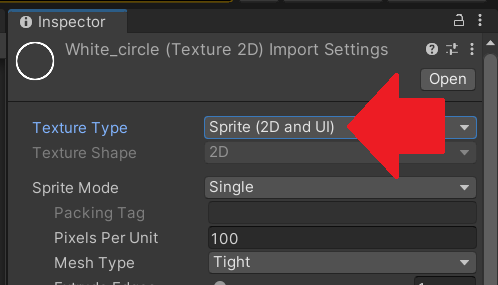 Inspector
White_circle (Texture 2D) Import Settings
Open
Texture Type Sprite (2D and UI)
Texture Shape 2D
Sprite Mode Single
Packing Tag
Pixels Per Unit 100
Mesh Type Tight